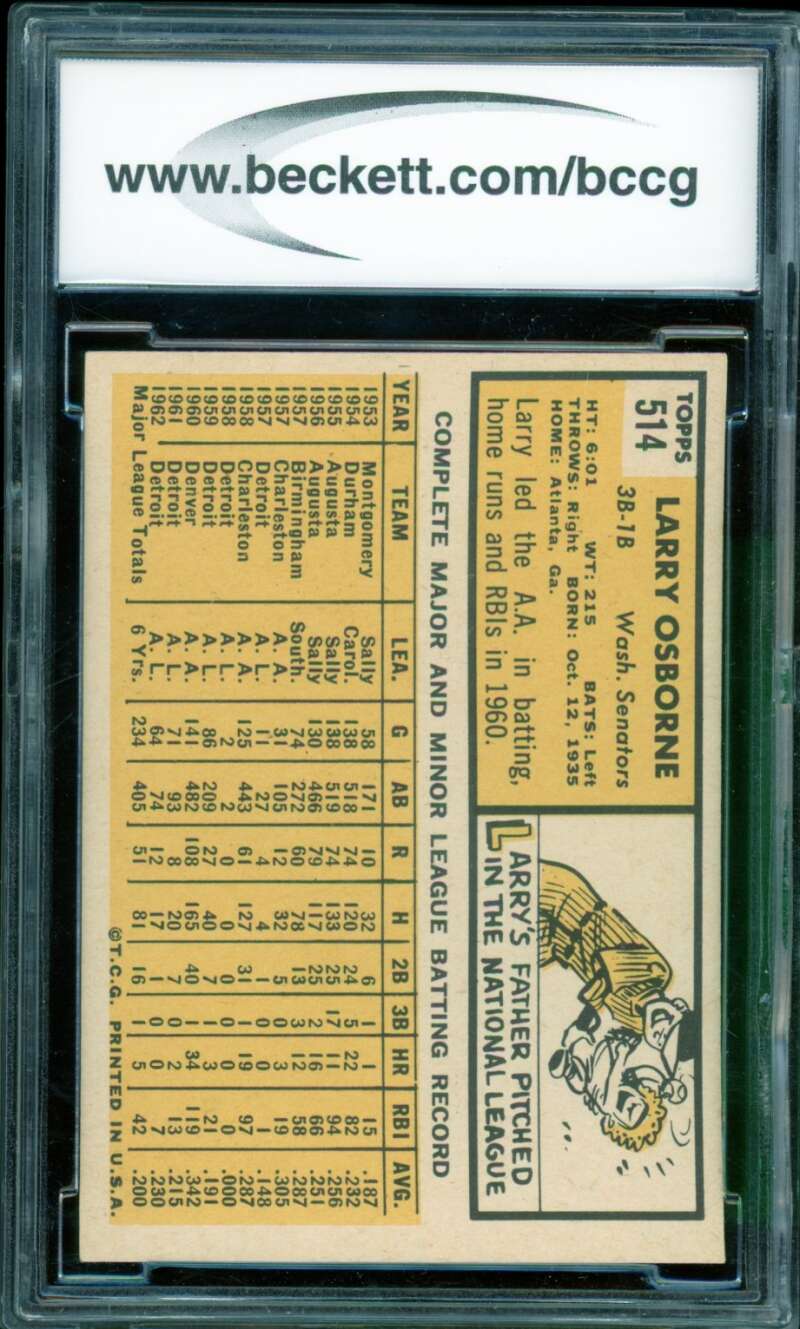 www.beckett.com/bccg
TOPPS
514
LARRY OSBORNE
3B-1B Wash. Senators
HT: 6:01 WT: 215 BATS: Left
THROWS: Right BORN: Oct. 12, 1935
HOME: Atlanta, Ga.
Larry led the A.A. in batting,
home runs and RBIs in 1960.
LARRY'S FATHER PITCHED
IN THE NATIONAL LEAGUE
COMPLETE MAJOR AND MINOR LEAGUE BATTING RECORD
YEAR TEAM LEA. G AB R H 2B 3B HR RBI AVG.
1953 Montgomery Sally 58 171 10 32 6 1 1 15 .187
1954 Durham Carol. 138 518 74 120 24 5 22 82 .232
1955 Augusta Sally 138 519 74 133 25 17 11 94 .256
1956 Augusta Sally 130 466 79 117 25 2 16 66 .251
1957 Birmingham South. 74 272 60 78 13 3 12 58 .287
1957 Charleston A. A. 31 105 12 32 5 0 3 19 .305
1957 Detroit A. L. 11 27 4 4 1 0 0 1 .148
1958 Charleston A. A. 125 443 61 127 31 1 19 97 .287
1958 Detroit A. L. 2 2 0 0 0 0 0 0 .000
1959 Detroit A. L. 86 209 27 40 7 1 3 21 .191
1960 Denver A. A. 141 482 108 165 40 3 34 119 .342
1961 Detroit A. L. 71 93 8 20 7 0 2 13 .215
1962 Detroit A. L. 64 74 12 17 1 0 0 7 .230
Major League Totals 6 Yrs. 234 405 51 81 16 1 5 42 .200
©T.C.G. PRINTED IN U.S.A.